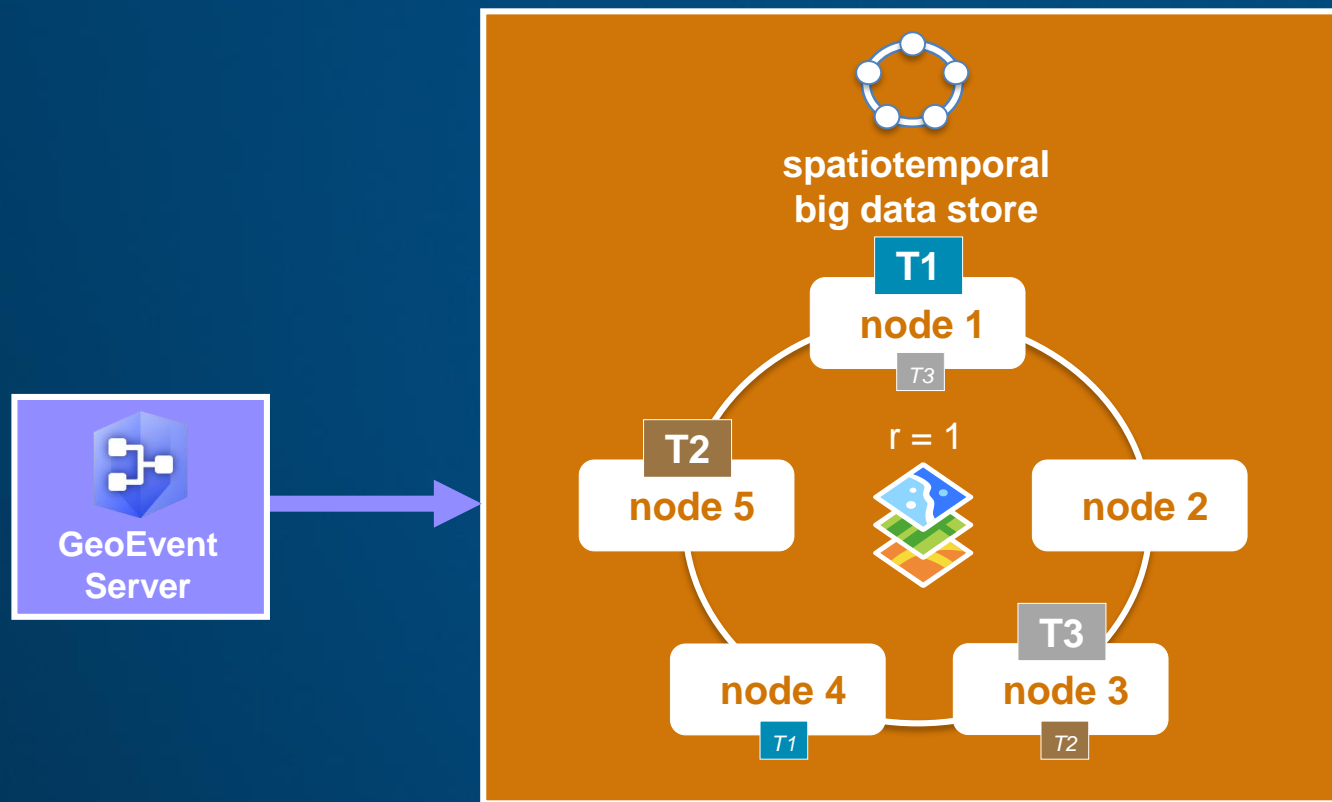 spatiotemporal
big data store
T1
node 1
T3
r = 1
T2
node 5
node 2
GeoEvent
Server
T3
node 4
node 3
T1
T2